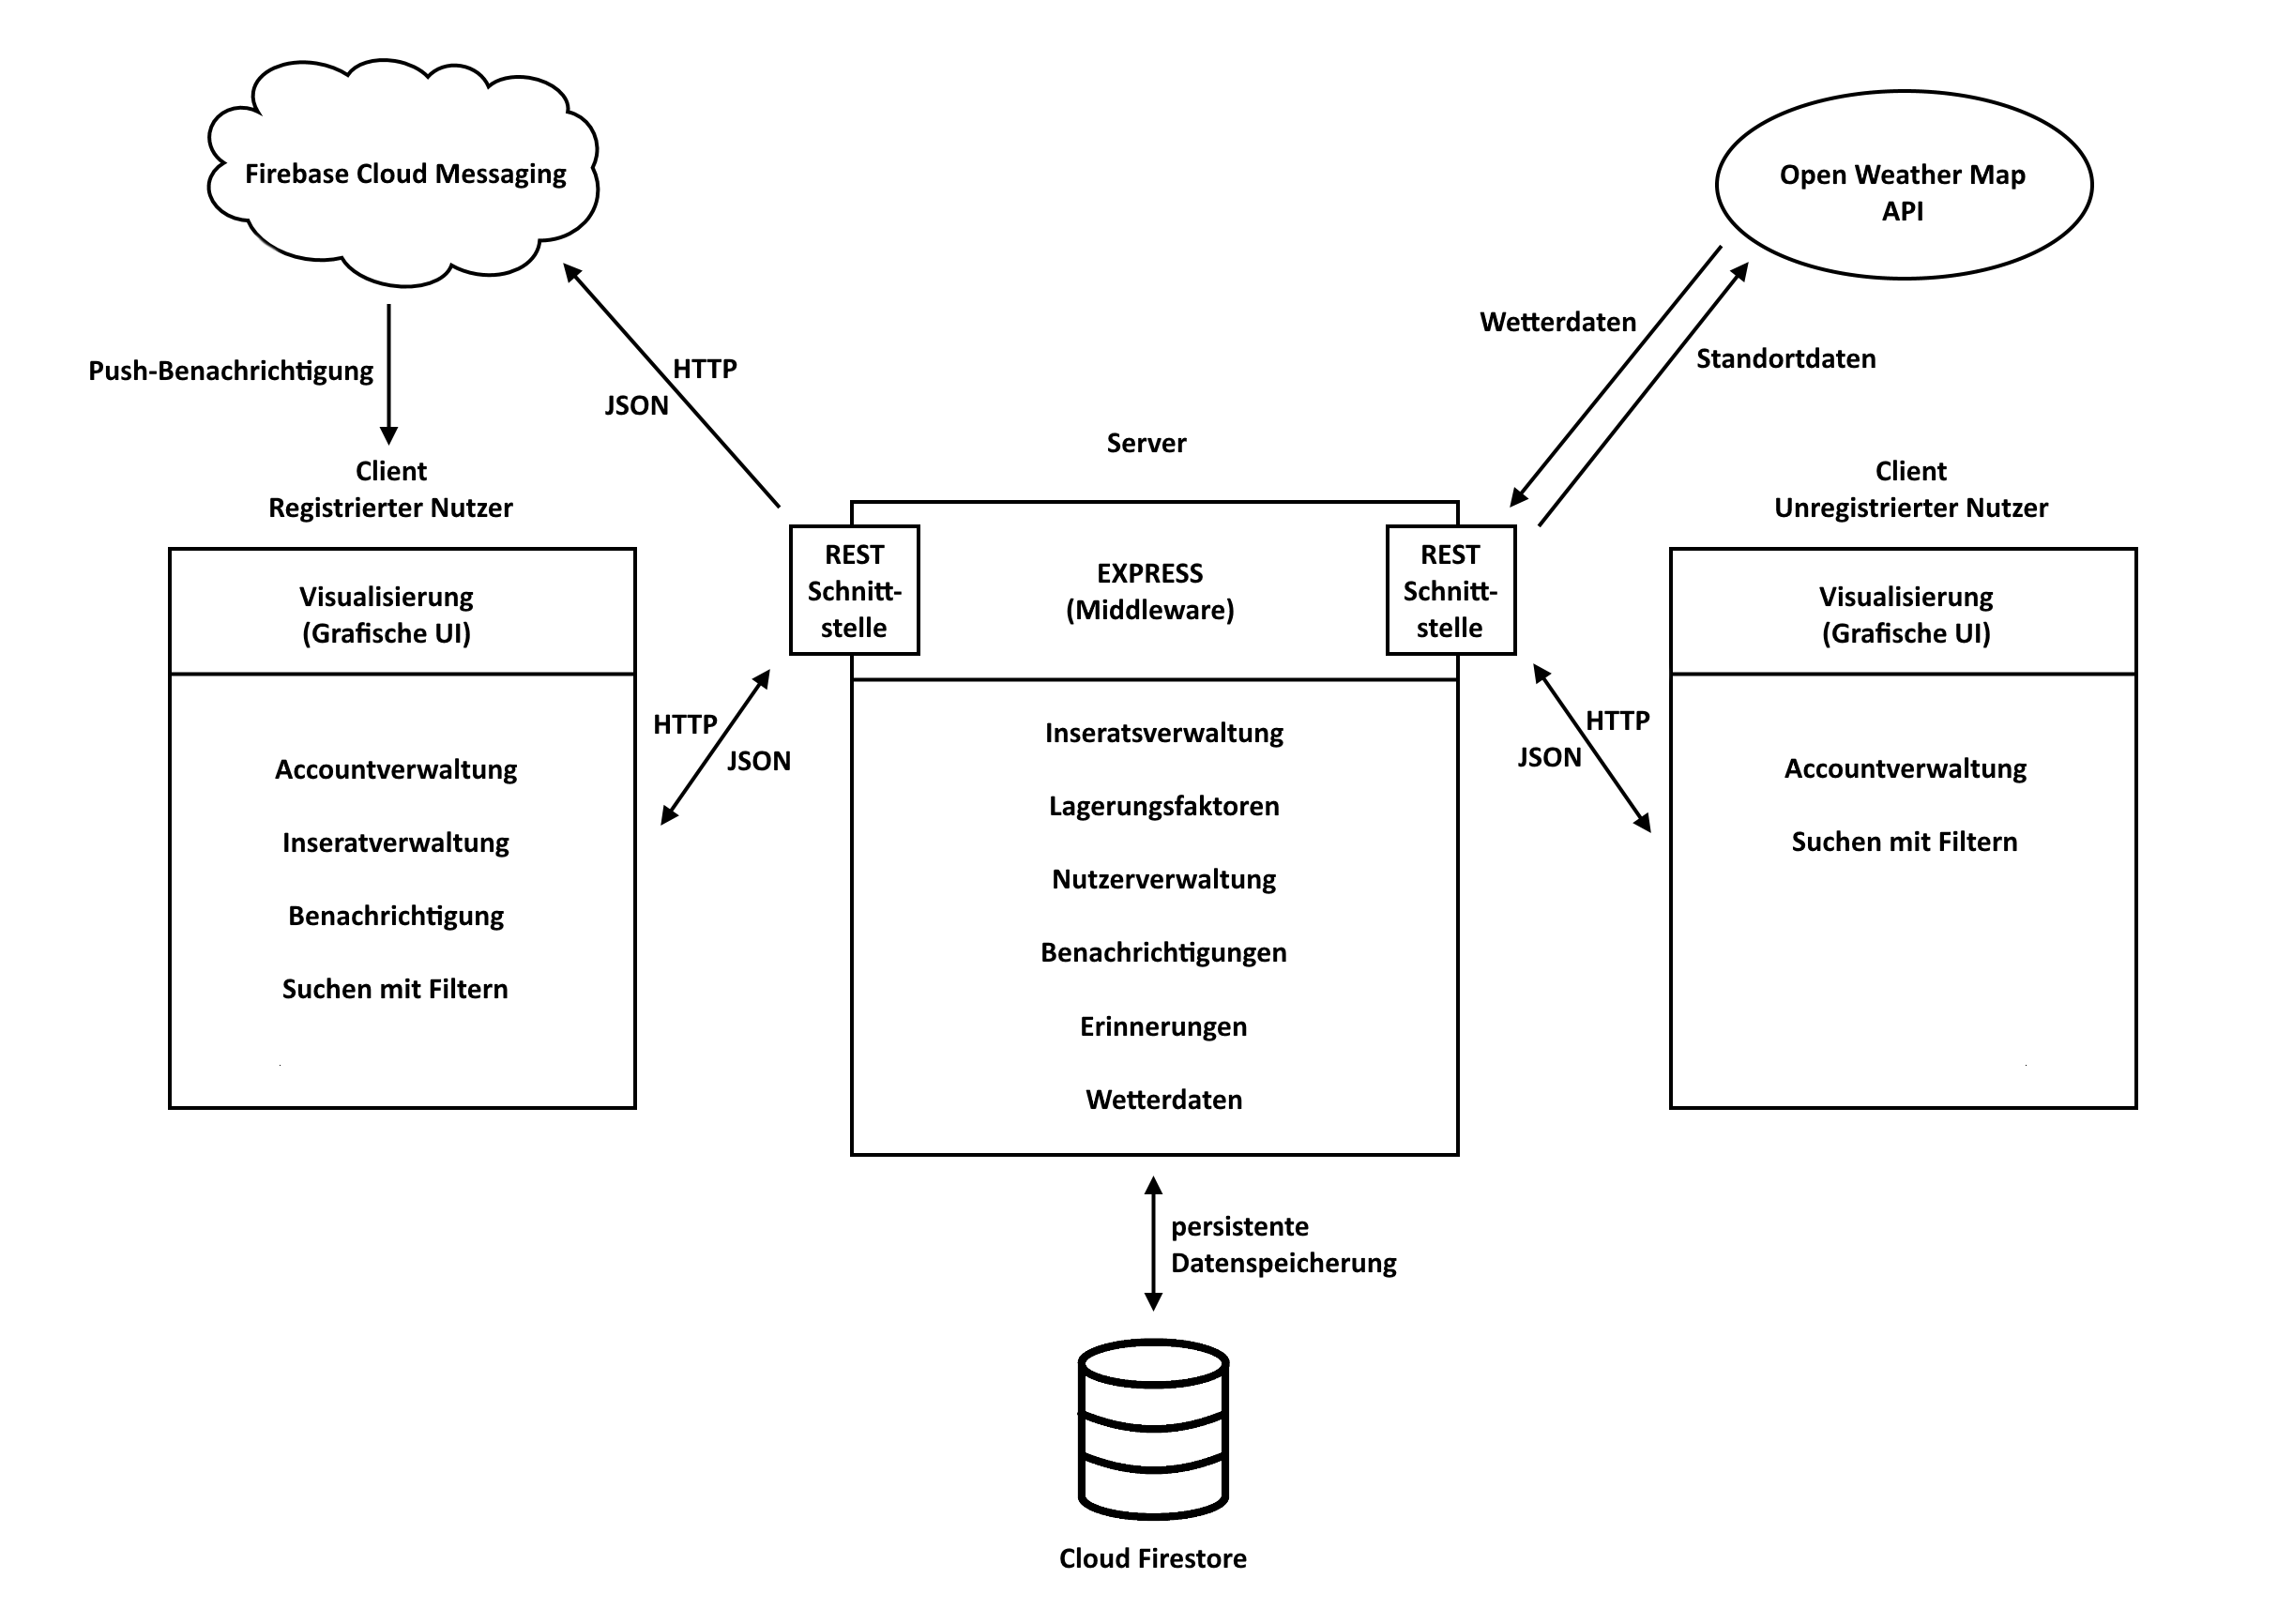 Firebase Cloud Messaging
Open Weather Map
API
Wetterdaten
Standortdaten
Push-Benachrichtigung
HTTP
JSON
Server
Client
Registrierter Nutzer
Client
Unregistrierter Nutzer
Visualisierung
(Grafische UI)
Accountverwaltung
Inseratverwaltung
Benachrichtigung
Suchen mit Filtern
HTTP
JSON
REST
Schnitt-
stelle
EXPRESS
(Middleware)
REST
Schnitt-
stelle
Inseratsverwaltung
Lagerungsfaktoren
Nutzerverwaltung
Benachrichtigungen
Erinnerungen
Wetterdaten
HTTP
JSON
Visualisierung
(Grafische UI)
Accountverwaltung
Suchen mit Filtern
persistente
Datenspeicherung
Cloud Firestore